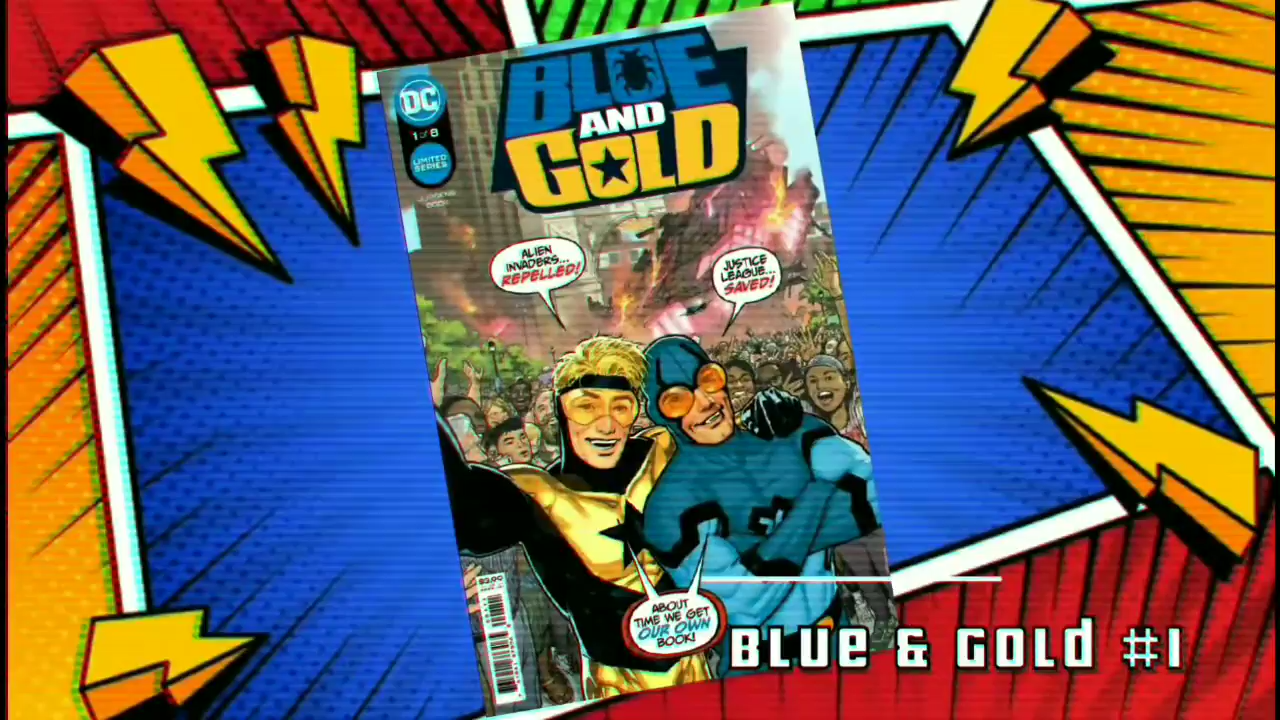 BLUE
AND
GOLD
DC
1 OF 8
LIMITED
SERIES
ALIEN
INVADERS...
REPELLED!
JUSTICE
LEAGUE...
SAVED!
ABOUT
TIME WE GET
OUR OWN
BOOK!
BLUE & GOLD #1